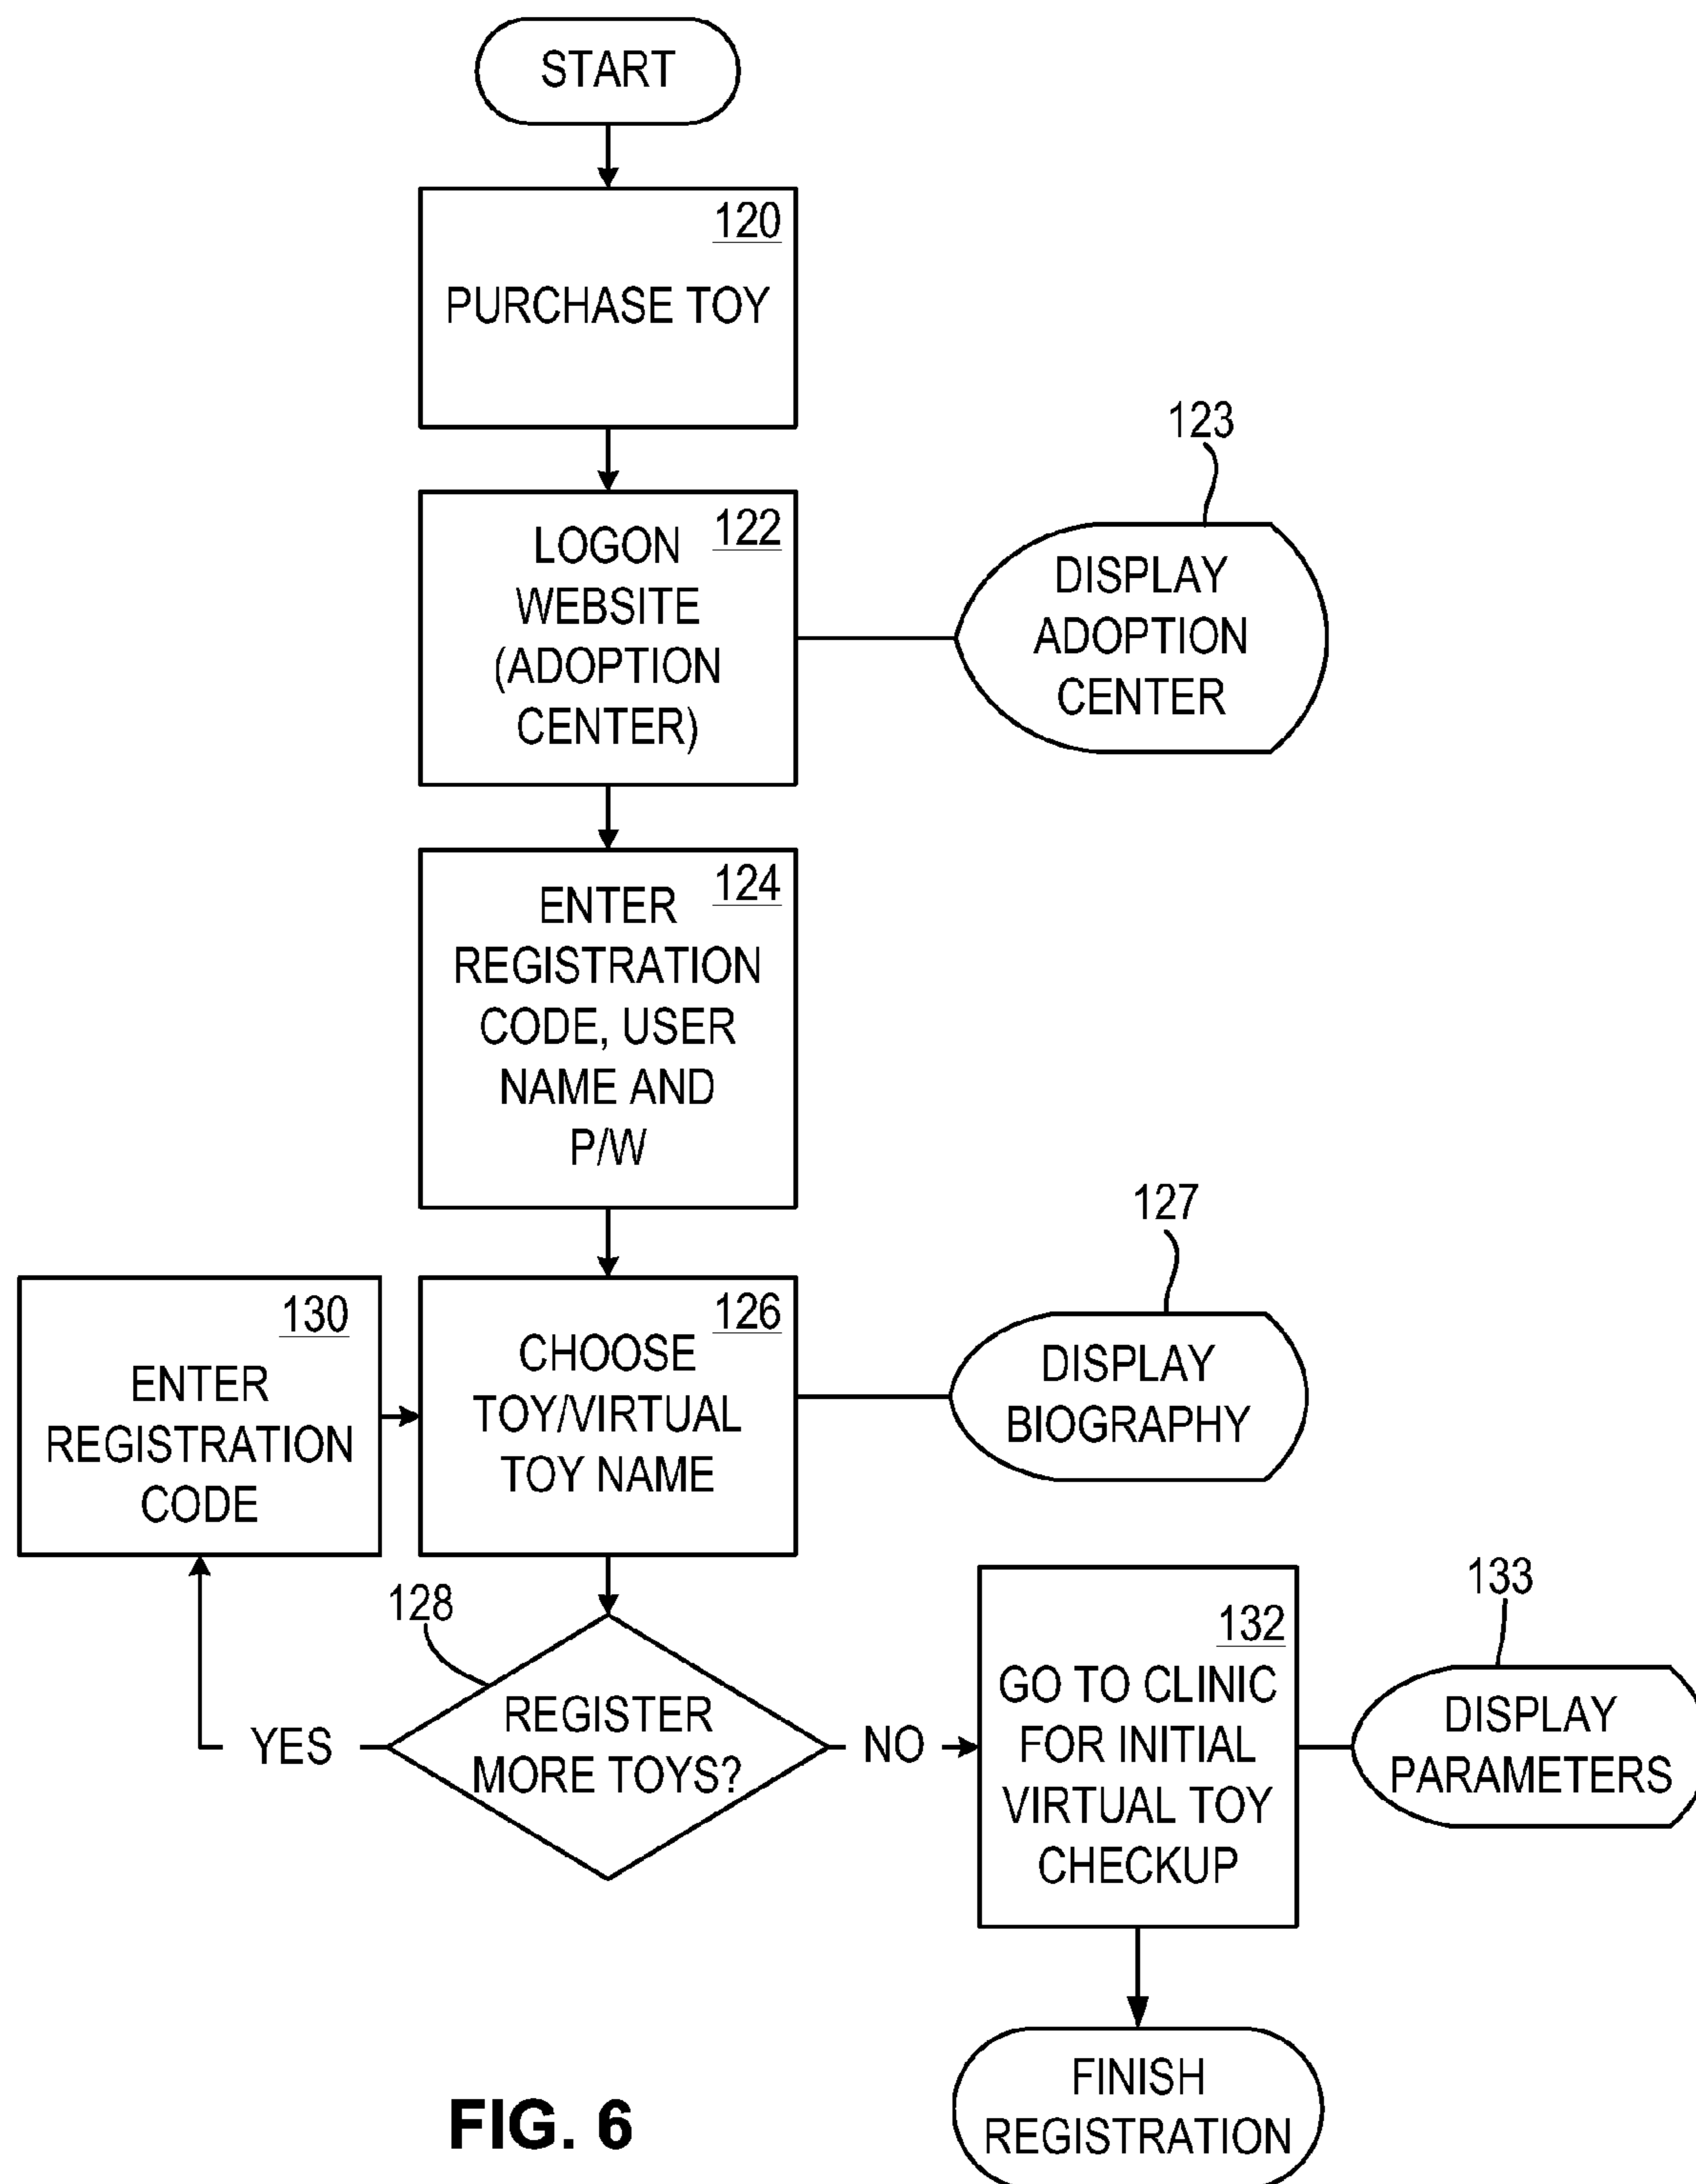 START
120
PURCHASE TOY
123
122
LOGON
WEBSITE
(ADOPTION
CENTER)
DISPLAY
ADOPTION
CENTER
124
ENTER
REGISTRATION
CODE, USER
NAME AND
P/W
127
130
ENTER
REGISTRATION
CODE
126
CHOOSE
TOY/VIRTUAL
TOY NAME
DISPLAY
BIOGRAPHY
128
REGISTER
MORE TOYS?
YES
NO
132
GO TO CLINIC
FOR INITIAL
VIRTUAL TOY
CHECKUP
133
DISPLAY
PARAMETERS
FINISH
REGISTRATION
FIG. 6